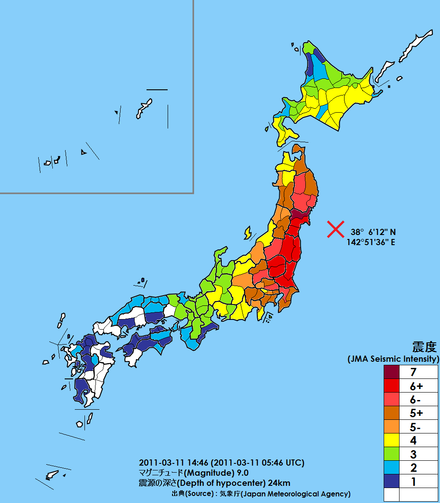 38° 6'12" N
142°51'36" E
震度
(JMA Seismic Intensity)
7
6+
6-
5+
5-
4
3
2
1
2011-03-11 14:46 (2011-03-11 05:46 UTC)
マグニチュード(Magnitude) 9.0
震源の深さ(Depth of hypocenter) 24km
出典(Source) : 気象庁(Japan Meteorological Agency)